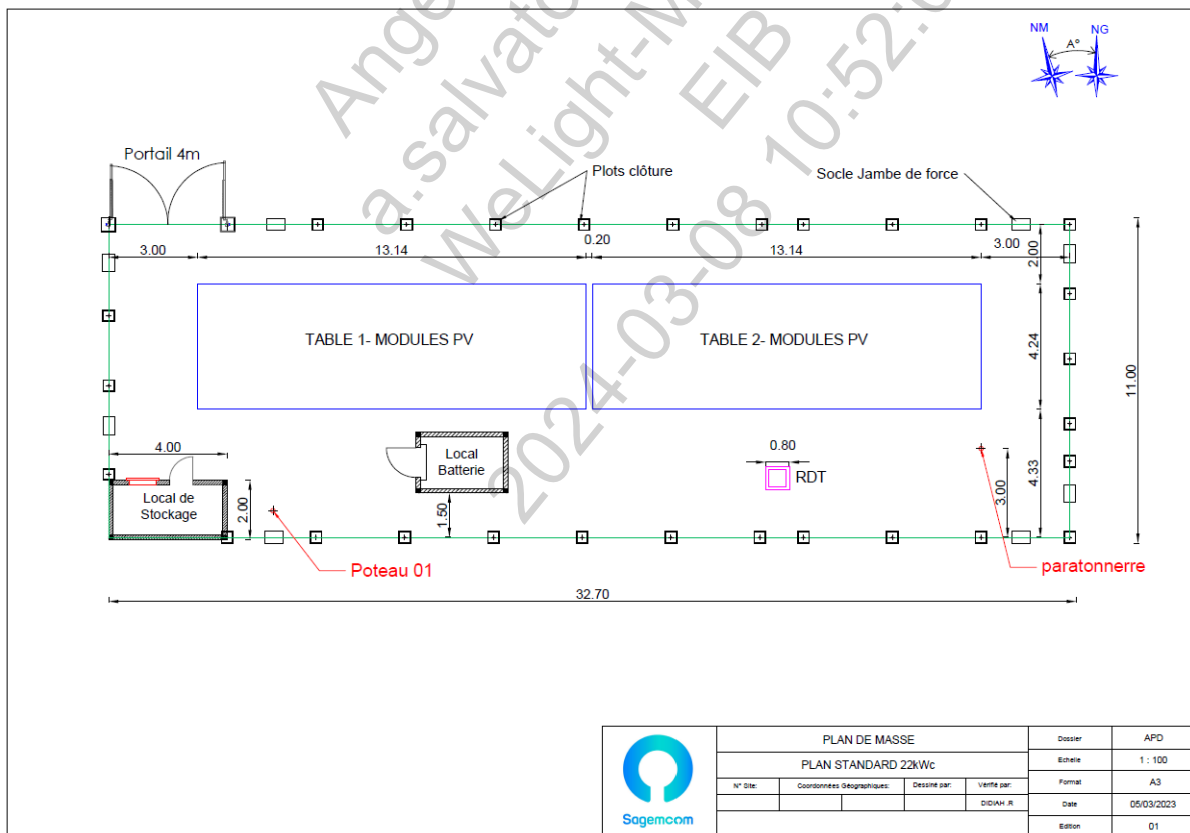 Ange
a.salvato
WeLight-M
EIB
2024-03-08 10:52:0
NM
NG
A°
Portail 4m
Plots clôture
Socle Jambe de force
3.00
13.14
0.20
13.14
3.00
2.00
TABLE 1- MODULES PV
TABLE 2- MODULES PV
4.24
11.00
4.00
Local
Batterie
0.80
RDT
Local de
Stockage
2.00
1.50
3.00
4.33
Poteau 01
paratonnerre
32.70
Sagemcom
PLAN DE MASSE
PLAN STANDARD 22kWc
N° Site:
Coordonnées Géographiques:
Dessiné par:
Vérifié par:
DIDIAH .R
Dossier
APD
Echelle
1 : 100
Format
A3
Date
05/03/2023
Edition
01